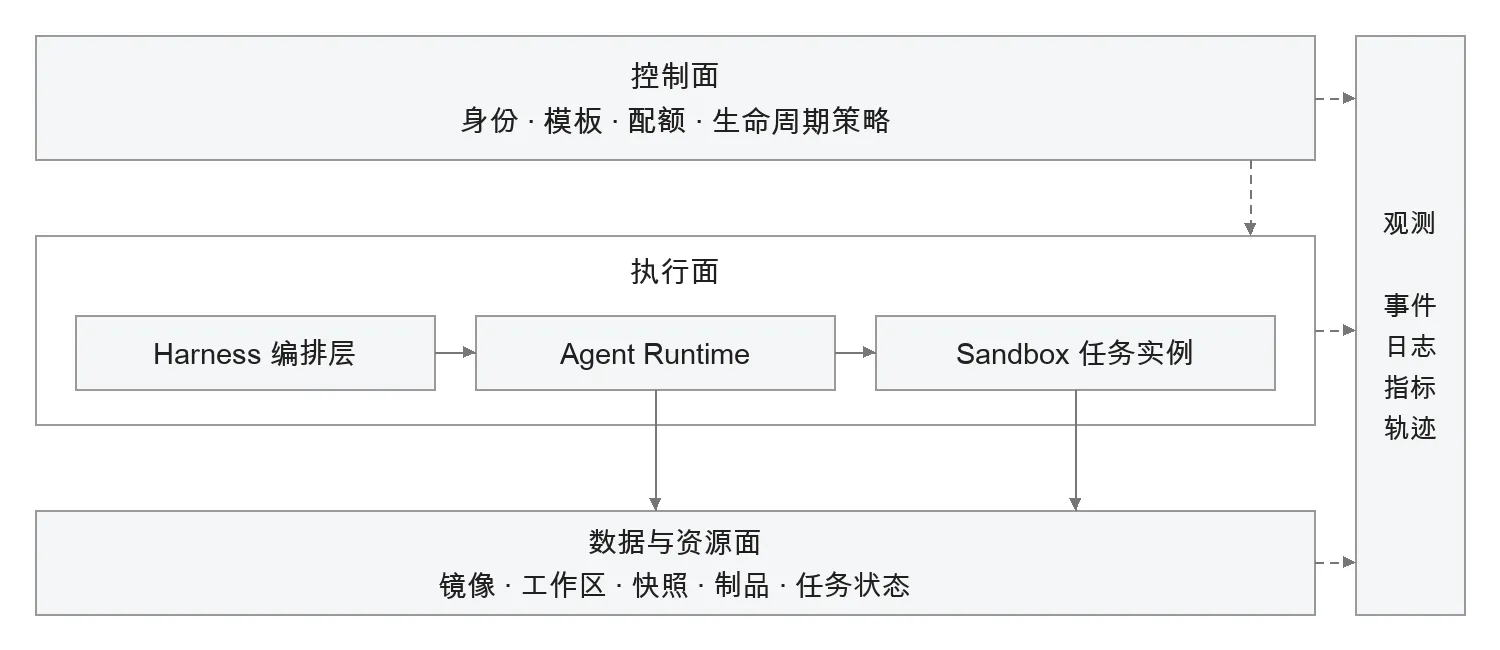 控制面
身份 · 模板 · 配额 · 生命周期策略
执行面
Harness 编排层
Agent Runtime
Sandbox 任务实例
数据与资源面
镜像 · 工作区 · 快照 · 制品 · 任务状态
观测
事件
日志
指标
轨迹